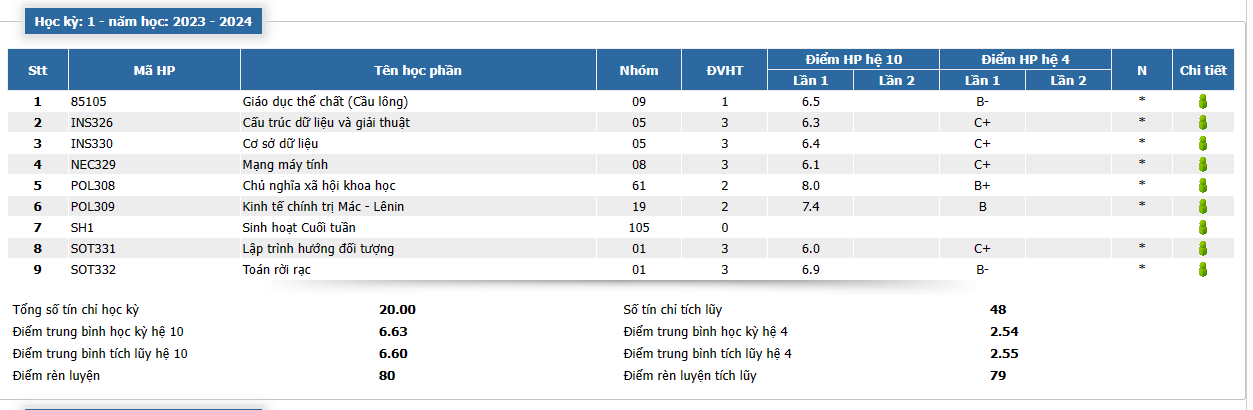 Học kỳ: 1 - năm học: 2023 - 2024
Stt Mã HP Tên học phần Nhóm ĐVHT Điểm HP hệ 10 Điểm HP hệ 4 N Chi tiết
Lần 1 Lần 2 Lần 1 Lần 2
1 85105 Giáo dục thể chất (Cầu lông) 09 1 6.5 B- *
2 INS326 Cấu trúc dữ liệu và giải thuật 05 3 6.3 C+ *
3 INS330 Cơ sở dữ liệu 05 3 6.4 C+ *
4 NEC329 Mạng máy tính 08 3 6.1 C+ *
5 POL308 Chủ nghĩa xã hội khoa học 61 2 8.0 B+ *
6 POL309 Kinh tế chính trị Mác - Lênin 19 2 7.4 B *
7 SH1 Sinh hoạt Cuối tuần 105 0
8 SOT331 Lập trình hướng đối tượng 01 3 6.0 C+ *
9 SOT332 Toán rời rạc 01 3 6.9 B- *
Tổng số tín chỉ học kỳ 20.00 Số tín chỉ tích lũy 48
Điểm trung bình học kỳ hệ 10 6.63 Điểm trung bình học kỳ hệ 4 2.54
Điểm trung bình tích lũy hệ 10 6.60 Điểm trung bình tích lũy hệ 4 2.55
Điểm rèn luyện 80 Điểm rèn luyện tích lũy 79